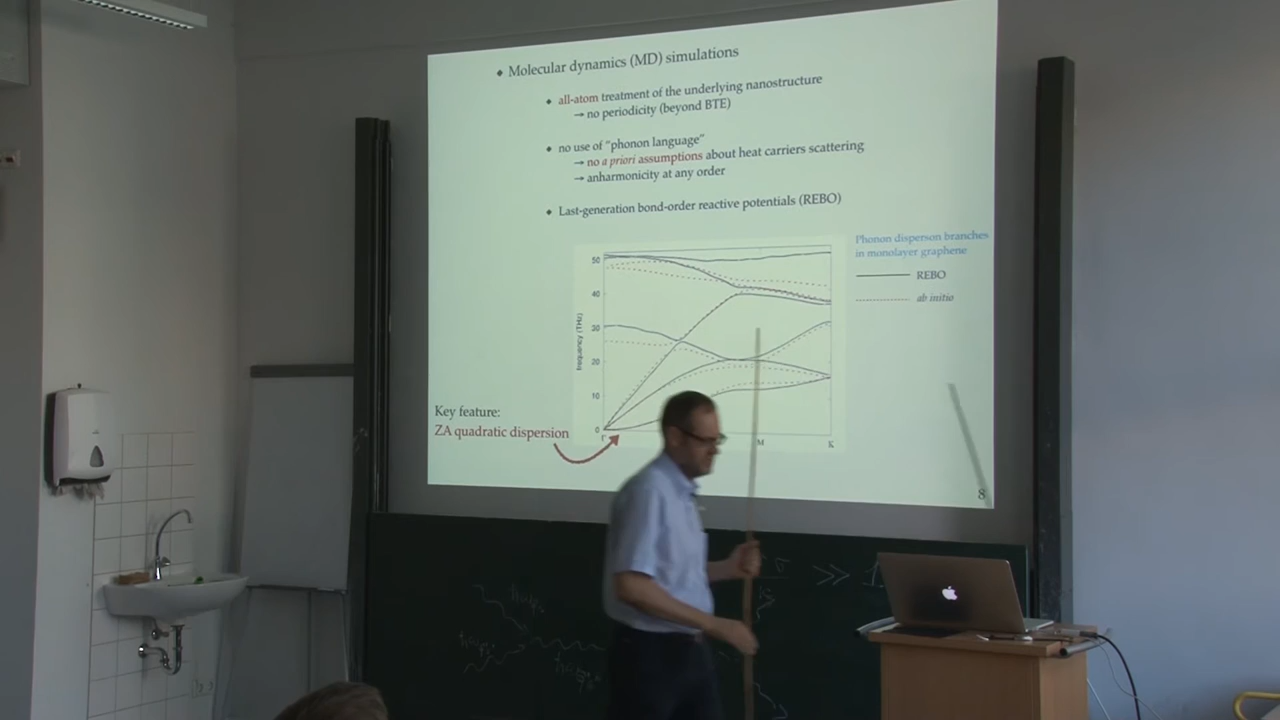 Molecular dynamics (MD) simulations
all-atom treatment of the underlying nanostructure
→ no periodicity (beyond BTE)
no use of "phonon language"
→ no a priori assumptions about heat carriers scattering
→ anharmonicity at any order
Last-generation bond-order reactive potentials (REBO)
Phonon disperson branches
in monolayer graphene
REBO
ab initio
50
40
30
20
10
0
frequency (THz)
Γ
M
K
Key feature:
ZA quadratic dispersion
8
≫ 1